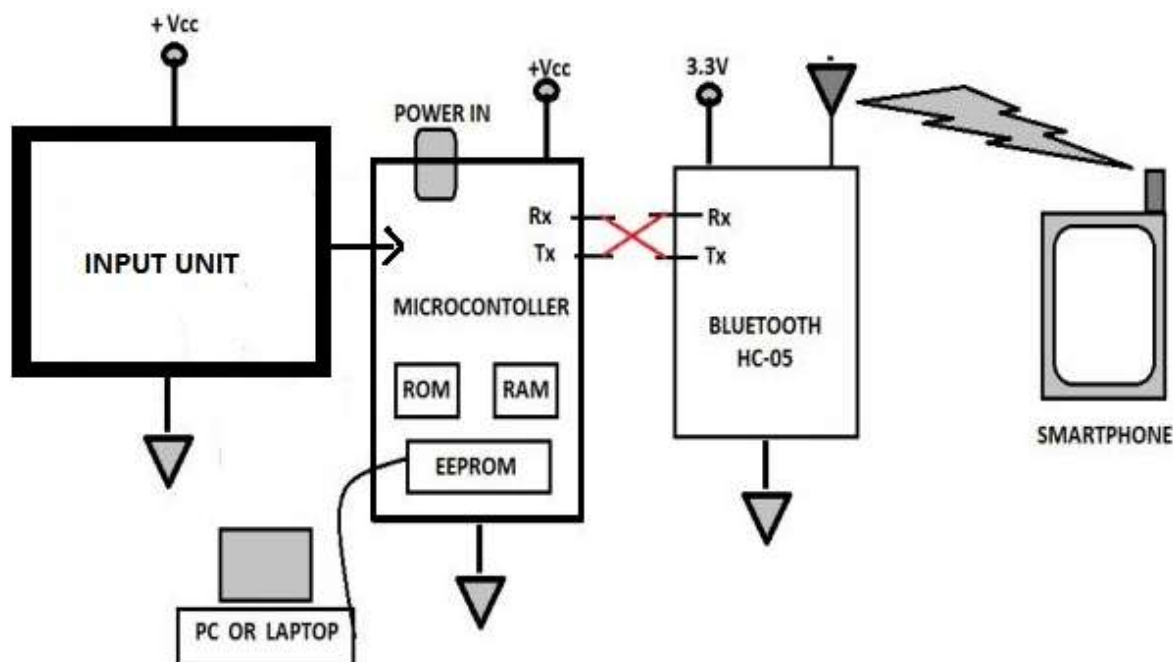 + Vcc
+Vcc
3.3V
POWER IN
INPUT UNIT
Rx
Tx
Rx
Tx
MICROCONTOLLER
BLUETOOTH
HC-05
ROM
RAM
EEPROM
SMARTPHONE
PC OR LAPTOP